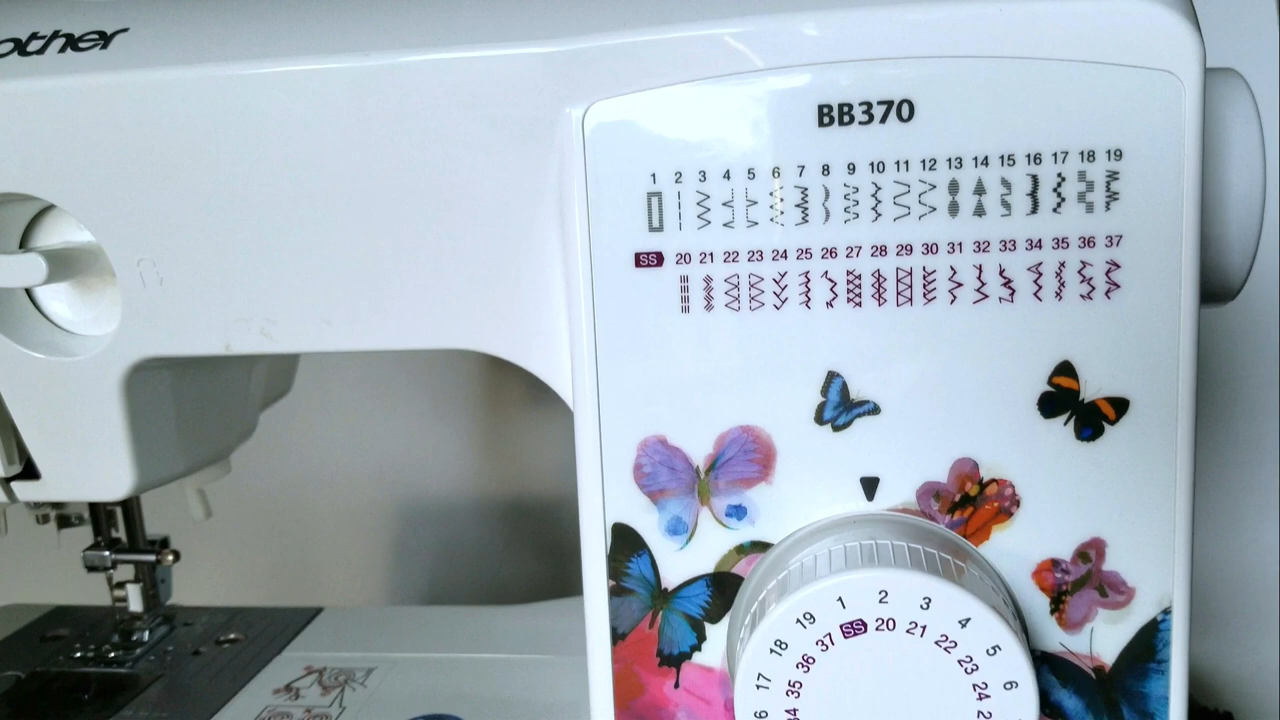 other
BB370
1 2 3 4 5 6 7 8 9 10 11 12 13 14 15 16 17 18 19
SS 20 21 22 23 24 25 26 27 28 29 30 31 32 33 34 35 36 37
16 17 18 19 1 2 3 4 5 6
34 35 36 37 SS 20 21 22 23 24